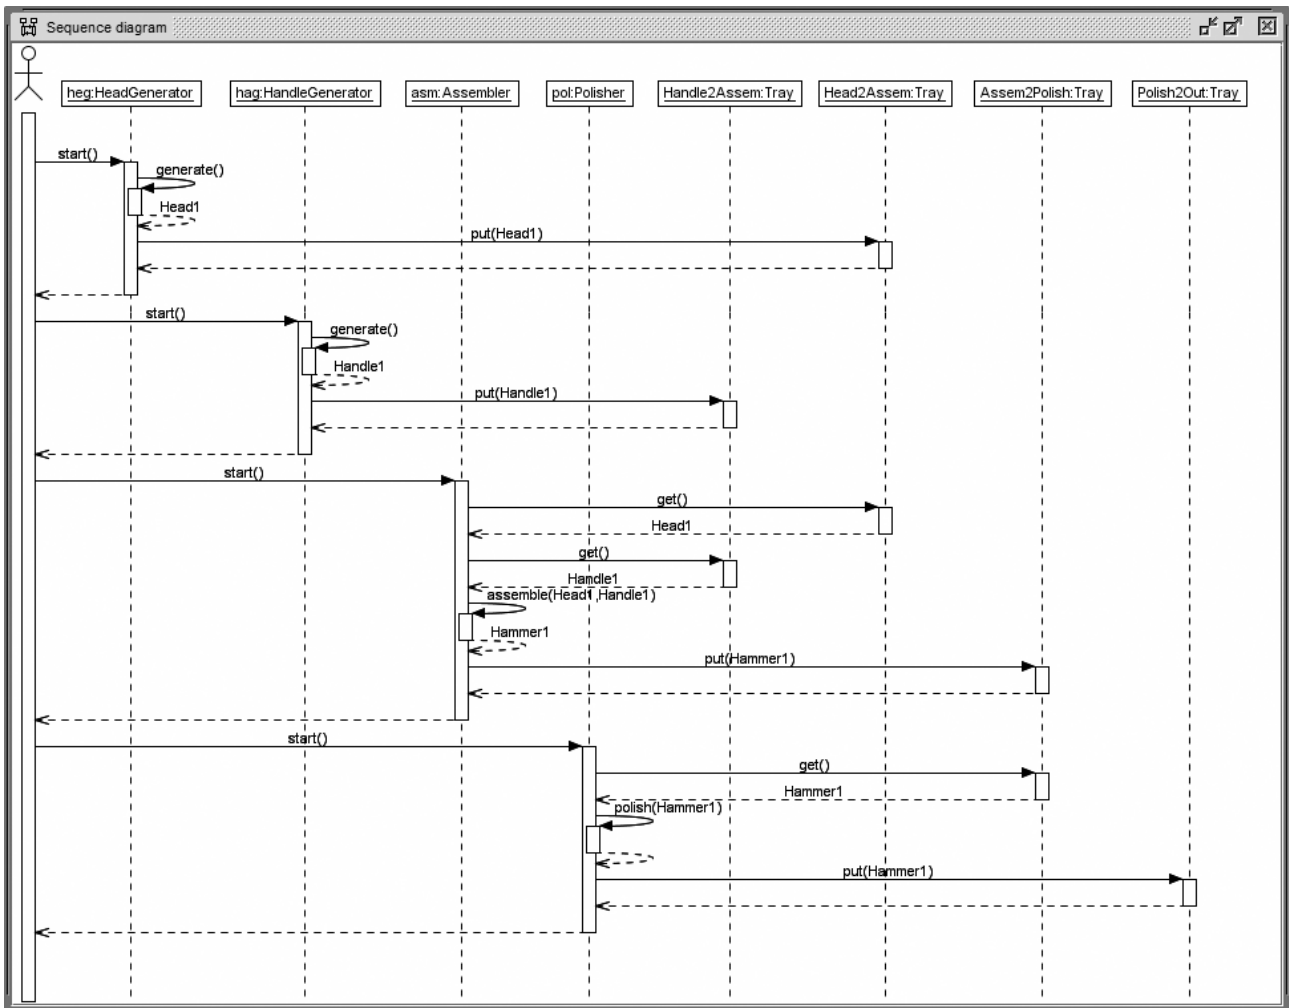 Sequence diagram
heg:HeadGenerator
hag:HandleGenerator
asm:Assembler
pol:Polisher
Handle2Assem:Tray
Head2Assem:Tray
Assem2Polish:Tray
Polish2Out:Tray
start()
generate()
Head1
put(Head1)
start()
generate()
Handle1
put(Handle1)
start()
get()
Head1
get()
Handle1
assemble(Head1,Handle1)
Hammer1
put(Hammer1)
start()
get()
Hammer1
polish(Hammer1)
put(Hammer1)